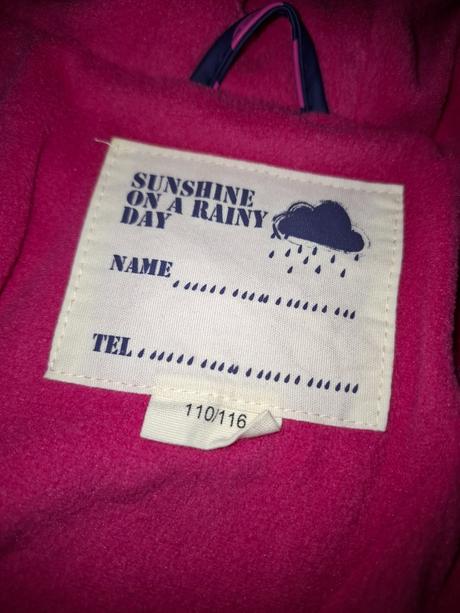 SUNSHINE
ON A RAINY
DAY
NAME
TEL
110/116